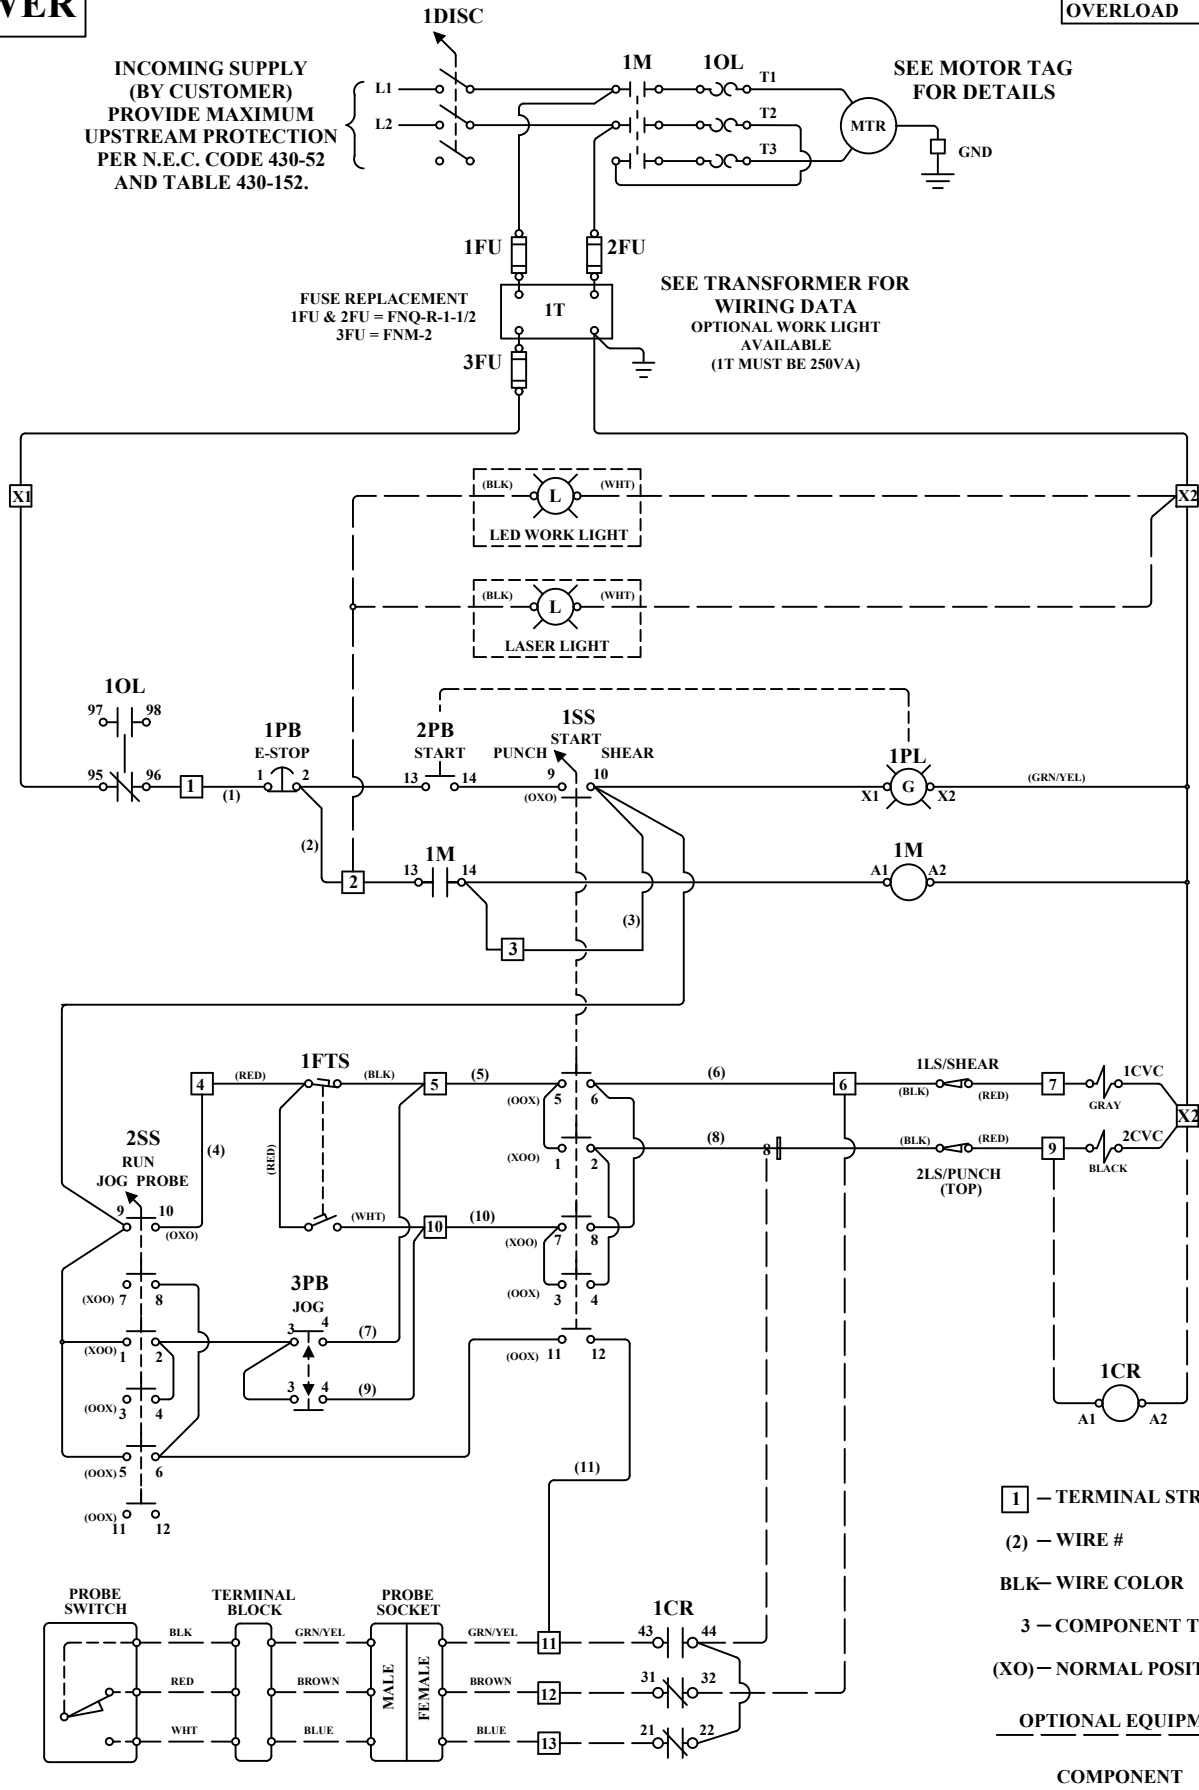 VER
OVERLOAD
1DISC
INCOMING SUPPLY
(BY CUSTOMER)
PROVIDE MAXIMUM
UPSTREAM PROTECTION
PER N.E.C. CODE 430-52
AND TABLE 430-152.
L1
L2
1M
1OL
T1
T2
T3
MTR
SEE MOTOR TAG
FOR DETAILS
GND
1FU
2FU
FUSE REPLACEMENT
1FU & 2FU = FNQ-R-1-1/2
3FU = FNM-2
1T
SEE TRANSFORMER FOR
WIRING DATA
OPTIONAL WORK LIGHT
AVAILABLE
(1T MUST BE 250VA)
3FU
X1
(BLK)
L
(WHT)
LED WORK LIGHT
X2
(BLK)
L
(WHT)
LASER LIGHT
1OL
97
98
95
96
1
(1)
1PB
E-STOP
1
2
2PB
START
13
14
1SS
START
PUNCH
SHEAR
9
10
(OXO)
1PL
X1
G
X2
(GRN/YEL)
(2)
2
1M
13
14
1M
A1
A2
(3)
3
4
(RED)
1FTS
(BLK)
5
(5)
(OOX)
5
6
(6)
6
1LS/SHEAR
(BLK)
(RED)
7
1CVC
GRAY
X2
2SS
RUN
JOG PROBE
(4)
(RED)
(XOO)
1
2
(8)
8
(BLK)
(RED)
2LS/PUNCH
(TOP)
9
2CVC
BLACK
9
10
(OXO)
(WHT)
10
(10)
(XOO)
7
8
(XOO)
7
8
3PB
JOG
(OOX)
3
4
(XOO)
1
2
3
4
(7)
(OOX)
11
12
(OOX)
3
4
3
4
(9)
1CR
A1
A2
(OOX)
5
6
(11)
(OOX)
11
12
1 — TERMINAL STR
(2) — WIRE #
BLK — WIRE COLOR
3 — COMPONENT T
(XO) — NORMAL POSIT
OPTIONAL EQUIPM
COMPONENT
PROBE
SWITCH
TERMINAL
BLOCK
PROBE
SOCKET
MALE
FEMALE
1CR
BLK
GRN/YEL
GRN/YEL
11
43
44
RED
BROWN
BROWN
12
31
32
WHT
BLUE
BLUE
13
21
22